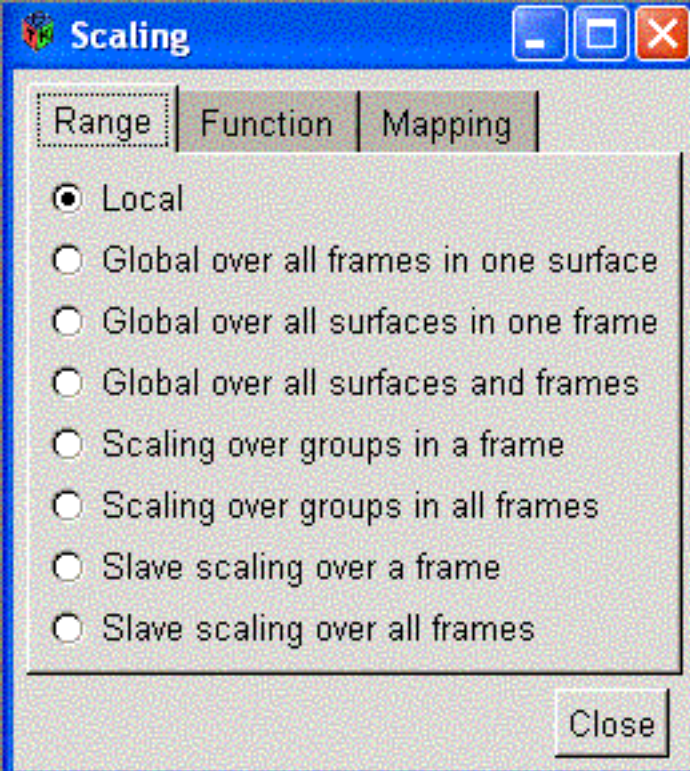 Scaling
Range Function Mapping
Local
Global over all frames in one surface
Global over all surfaces in one frame
Global over all surfaces and frames
Scaling over groups in a frame
Scaling over groups in all frames
Slave scaling over a frame
Slave scaling over all frames
Close